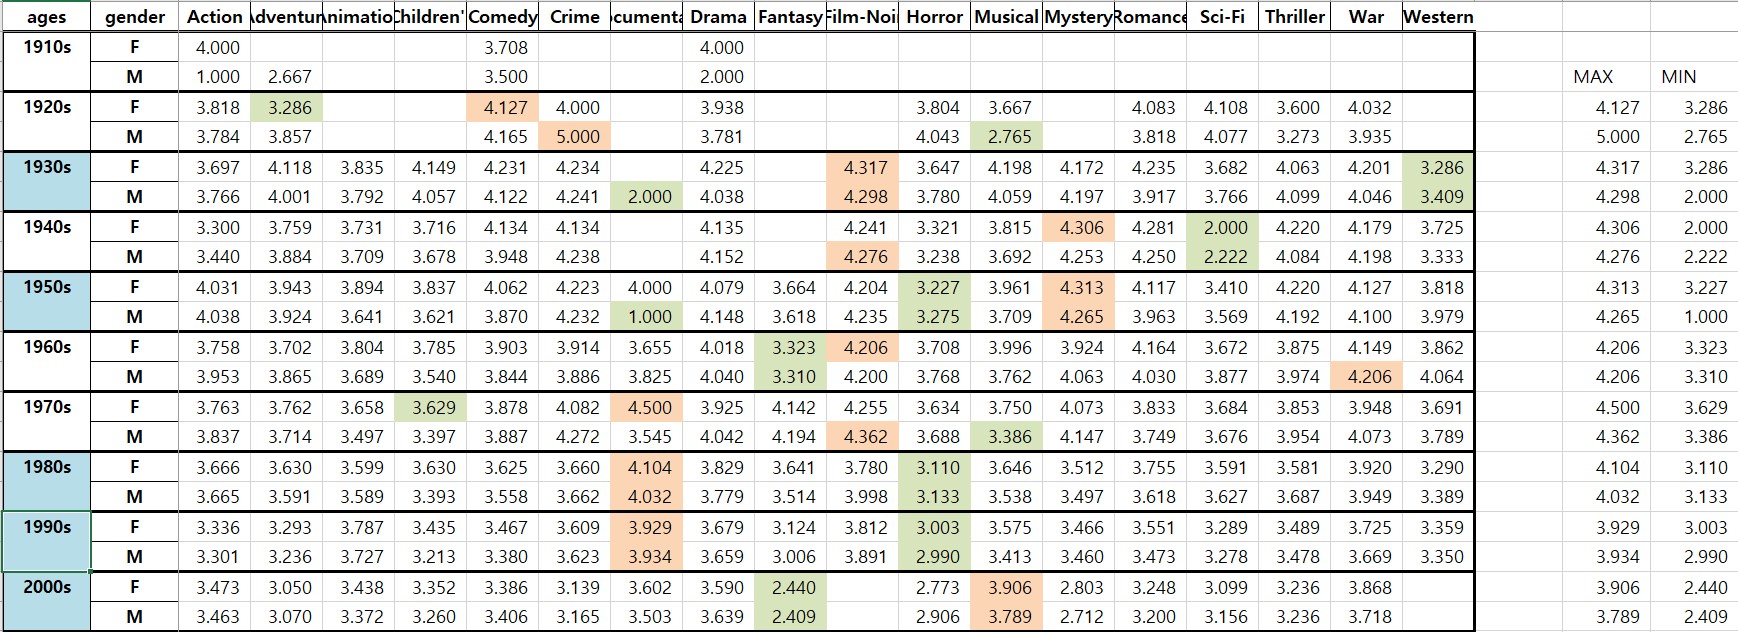 ages gender Action Adventur Animatio Children' Comedy Crime ocumenta Drama Fantasy Film-Noi Horror Musical Mystery Romance Sci-Fi Thriller War Western
1910s F 4.000 3.708 4.000
M 1.000 2.667 3.500 2.000 MAX MIN
1920s F 3.818 3.286 4.127 4.000 3.938 3.804 3.667 4.083 4.108 3.600 4.032 4.127 3.286
M 3.784 3.857 4.165 5.000 3.781 4.043 2.765 3.818 4.077 3.273 3.935 5.000 2.765
1930s F 3.697 4.118 3.835 4.149 4.231 4.234 4.225 4.317 3.647 4.198 4.172 4.235 3.682 4.063 4.201 3.286 4.317 3.286
M 3.766 4.001 3.792 4.057 4.122 4.241 2.000 4.038 4.298 3.780 4.059 4.197 3.917 3.766 4.099 4.046 3.409 4.298 2.000
1940s F 3.300 3.759 3.731 3.716 4.134 4.134 4.135 4.241 3.321 3.815 4.306 4.281 2.000 4.220 4.179 3.725 4.306 2.000
M 3.440 3.884 3.709 3.678 3.948 4.238 4.152 4.276 3.238 3.692 4.253 4.250 2.222 4.084 4.198 3.333 4.276 2.222
1950s F 4.031 3.943 3.894 3.837 4.062 4.223 4.000 4.079 3.664 4.204 3.227 3.961 4.313 4.117 3.410 4.220 4.127 3.818 4.313 3.227
M 4.038 3.924 3.641 3.621 3.870 4.232 1.000 4.148 3.618 4.235 3.275 3.709 4.265 3.963 3.569 4.192 4.100 3.979 4.265 1.000
1960s F 3.758 3.702 3.804 3.785 3.903 3.914 3.655 4.018 3.323 4.206 3.708 3.996 3.924 4.164 3.672 3.875 4.149 3.862 4.206 3.323
M 3.953 3.865 3.689 3.540 3.844 3.886 3.825 4.040 3.310 4.200 3.768 3.762 4.063 4.030 3.877 3.974 4.206 4.064 4.206 3.310
1970s F 3.763 3.762 3.658 3.629 3.878 4.082 4.500 3.925 4.142 4.255 3.634 3.750 4.073 3.833 3.684 3.853 3.948 3.691 4.500 3.629
M 3.837 3.714 3.497 3.397 3.887 4.272 3.545 4.042 4.194 4.362 3.688 3.386 4.147 3.749 3.676 3.954 4.073 3.789 4.362 3.386
1980s F 3.666 3.630 3.599 3.630 3.625 3.660 4.104 3.829 3.641 3.780 3.110 3.646 3.512 3.755 3.591 3.581 3.920 3.290 4.104 3.110
M 3.665 3.591 3.589 3.393 3.558 3.662 4.032 3.779 3.514 3.998 3.133 3.538 3.497 3.618 3.627 3.687 3.949 3.389 4.032 3.133
1990s F 3.336 3.293 3.787 3.435 3.467 3.609 3.929 3.679 3.124 3.812 3.003 3.575 3.466 3.551 3.289 3.489 3.725 3.359 3.929 3.003
M 3.301 3.236 3.727 3.213 3.380 3.623 3.934 3.659 3.006 3.891 2.990 3.413 3.460 3.473 3.278 3.478 3.669 3.350 3.934 2.990
2000s F 3.473 3.050 3.438 3.352 3.386 3.139 3.602 3.590 2.440 2.773 3.906 2.803 3.248 3.099 3.236 3.868 3.906 2.440
M 3.463 3.070 3.372 3.260 3.406 3.165 3.503 3.639 2.409 2.906 3.789 2.712 3.200 3.156 3.236 3.718 3.789 2.409